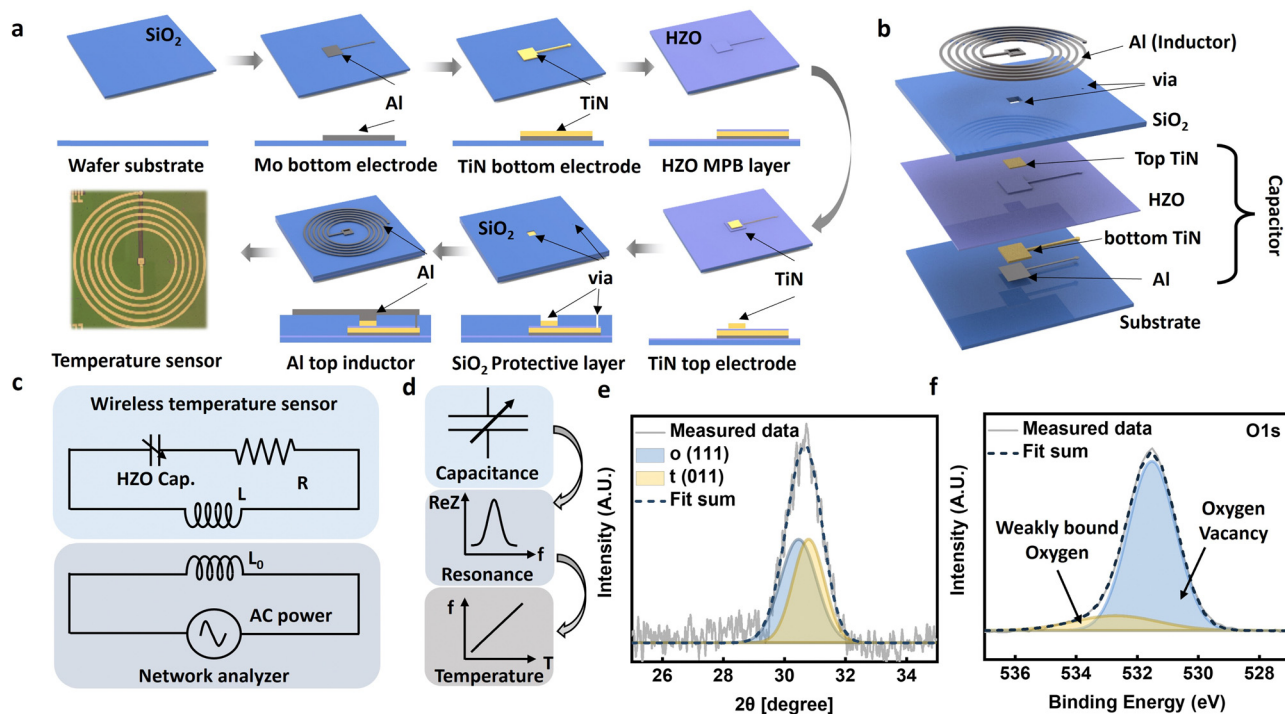 a
SiO₂
Al
TiN
HZO
Wafer substrate
Mo bottom electrode
TiN bottom electrode
HZO MPB layer
Temperature sensor
Al
Al top inductor
SiO₂
via
SiO₂ Protective layer
TiN
TiN top electrode
b
Al (Inductor)
via
SiO₂
Top TiN
HZO
bottom TiN
Al
Substrate
Capacitor
c
Wireless temperature sensor
HZO Cap.
L
R
L₀
AC power
Network analyzer
d
Capacitance
ReZ
f
Resonance
f
T
Temperature
e
Measured data
o (111)
t (011)
Fit sum
Intensity (A.U.)
26 28 30 32 34
2θ [degree]
f
Measured data
Fit sum
O1s
Weakly bound
Oxygen
Oxygen
Vacancy
Intensity (A.U.)
536 534 532 530 528
Binding Energy (eV)